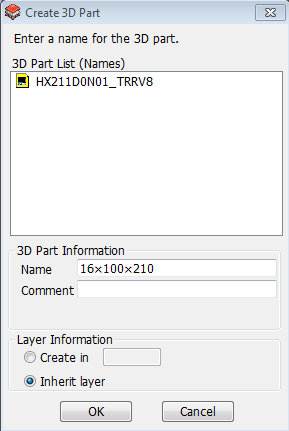 Create 3D Part
Enter a name for the 3D part.
3D Part List (Names)
HX211D0N01_TRRV8
3D Part Information
Name 16×100×210
Comment
Layer Information
Create in
Inherit layer
OK Cancel